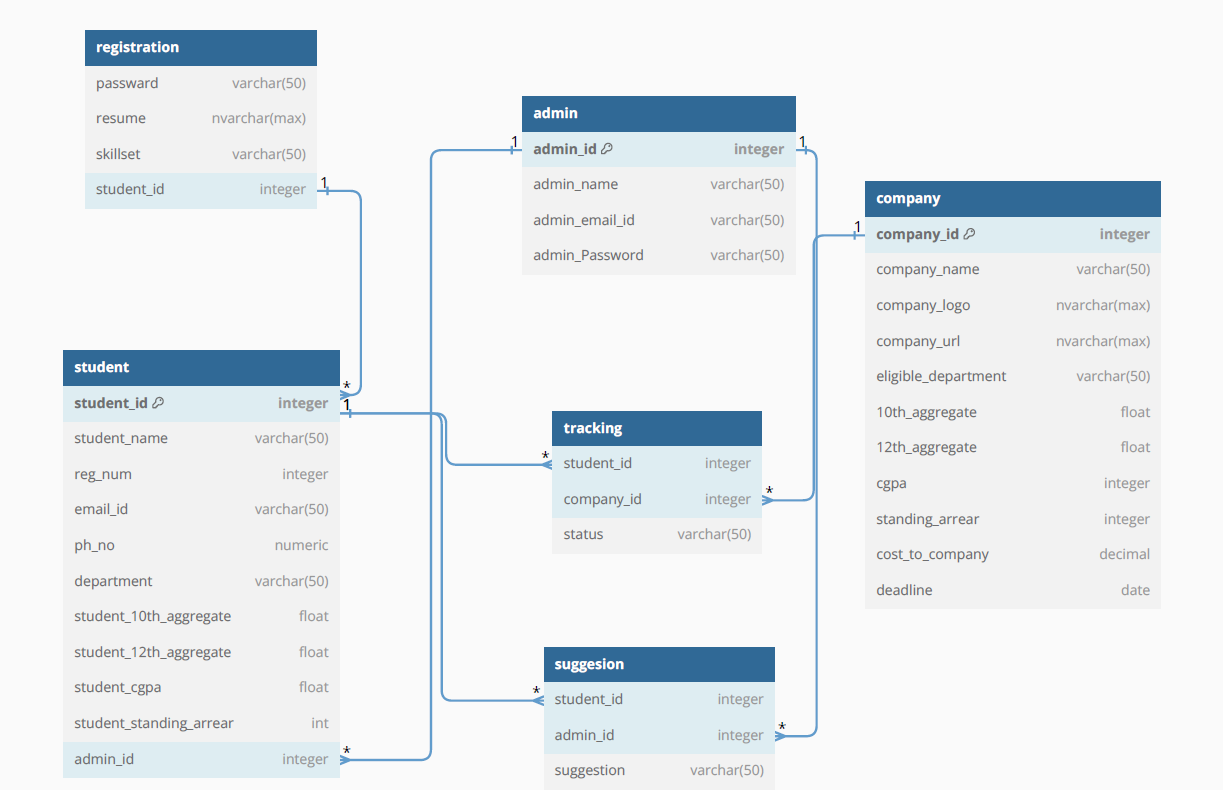 registration
passward varchar(50)
resume nvarchar(max)
skillset varchar(50)
student_id integer
1
*
student
student_id integer
1
student_name varchar(50)
reg_num integer
email_id varchar(50)
ph_no numeric
department varchar(50)
student_10th_aggregate float
student_12th_aggregate float
student_cgpa float
student_standing_arrear int
admin_id integer
*
admin
1
admin_id integer
1
admin_name varchar(50)
admin_email_id varchar(50)
admin_Password varchar(50)
tracking
*
student_id integer
company_id integer
*
status varchar(50)
suggesion
*
student_id integer
admin_id integer
*
suggestion varchar(50)
company
1
company_id integer
company_name varchar(50)
company_logo nvarchar(max)
company_url nvarchar(max)
eligible_department varchar(50)
10th_aggregate float
12th_aggregate float
cgpa integer
standing_arrear integer
cost_to_company decimal
deadline date